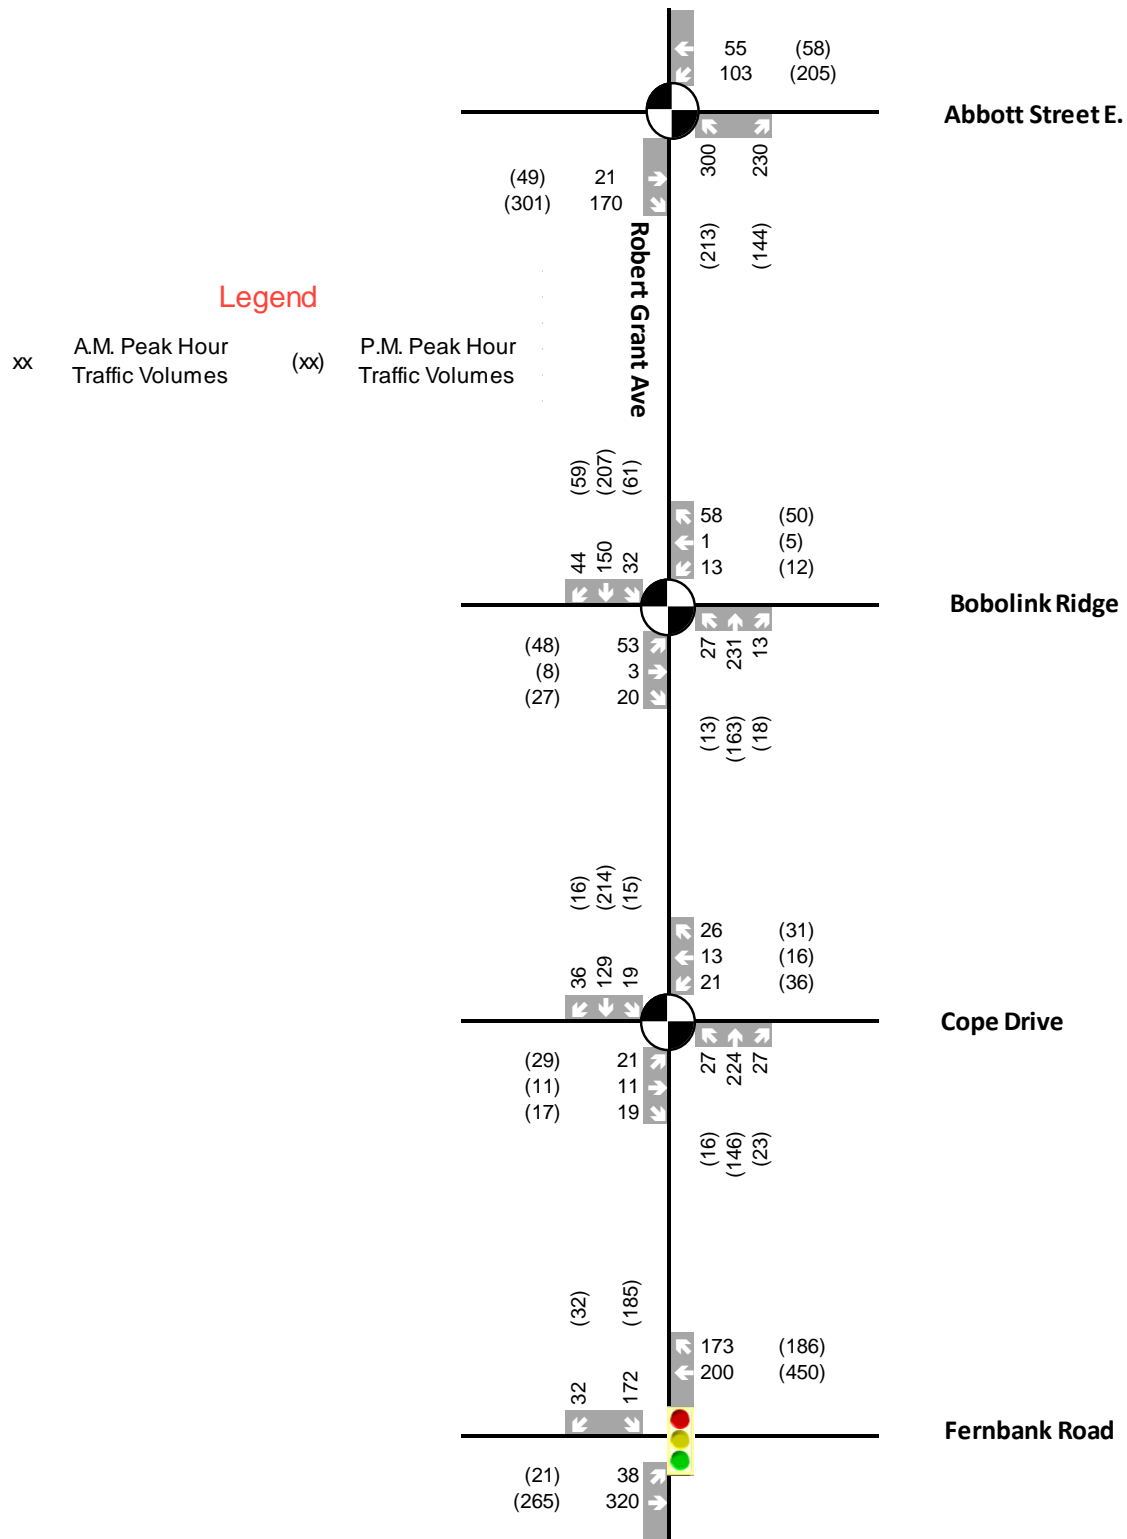 55 (58)
103 (205)
Abbott Street E.
300 230
(49) 21
(301) 170
(213) (144)
Robert Grant Ave
Legend
xx A.M. Peak Hour Traffic Volumes (xx) P.M. Peak Hour Traffic Volumes
(59) (207) (61)
58 (50)
1 (5)
13 (12)
44 150 32
Bobolink Ridge
(48) 53
(8) 3
(27) 20
27 231 13
(13) (163) (18)
(16) (214) (15)
26 (31)
13 (16)
21 (36)
36 129 19
Cope Drive
(29) 21
(11) 11
(17) 19
27 224 27
(16) (146) (23)
(32) (185)
173 (186)
200 (450)
32 172
Fernbank Road
(21) 38
(265) 320